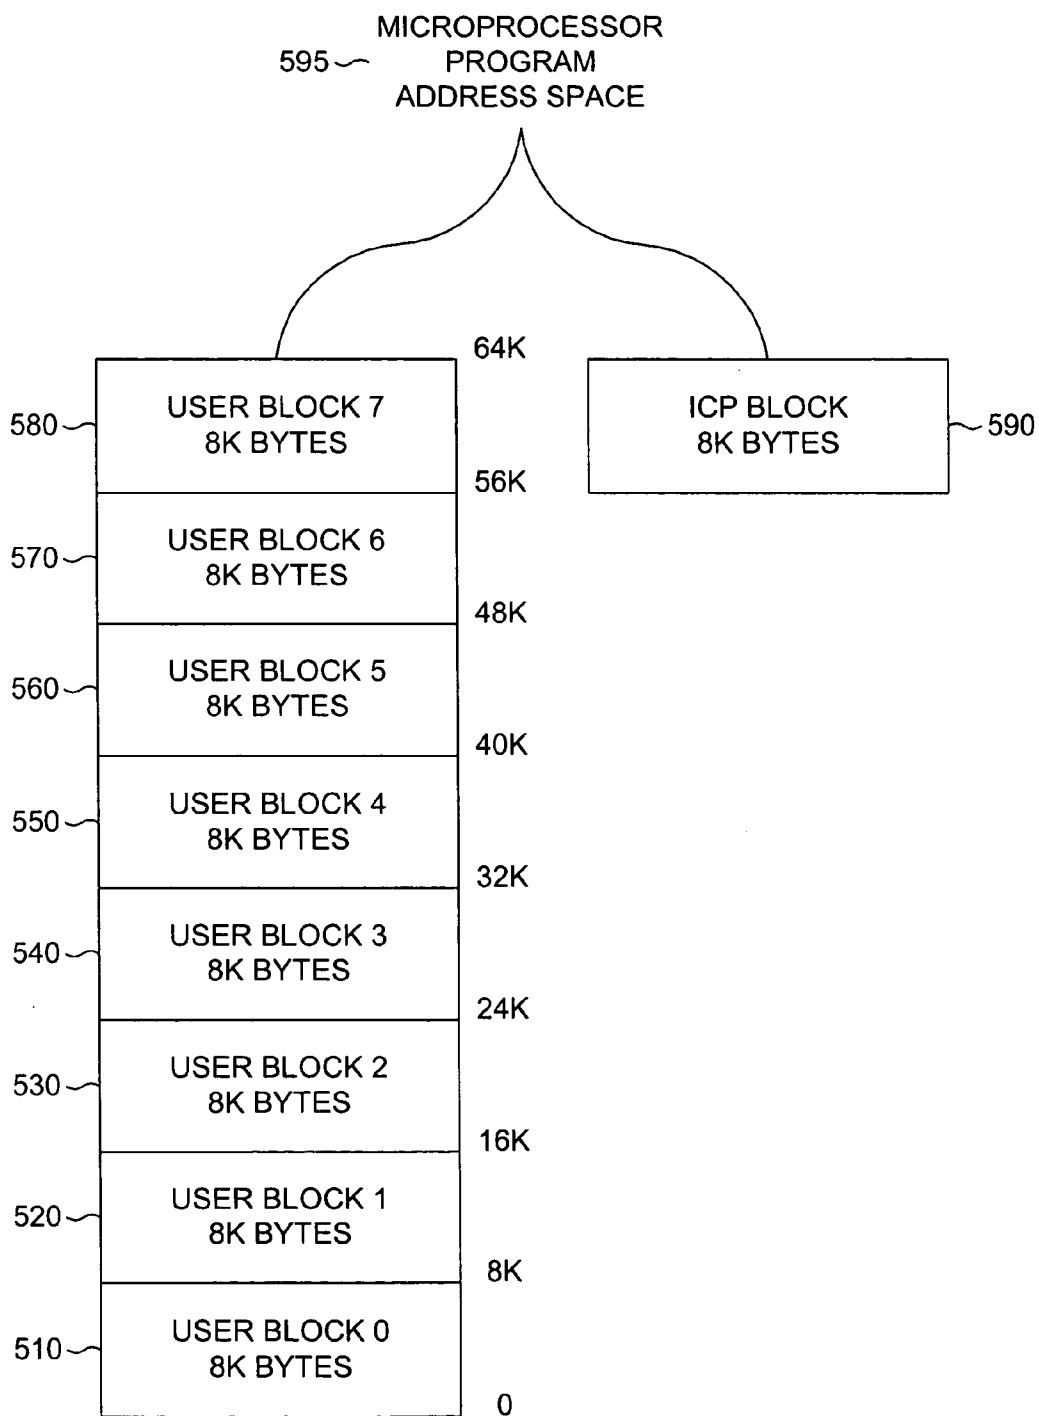 MICROPROCESSOR
595 PROGRAM
ADDRESS SPACE
64K
580 USER BLOCK 7 ICP BLOCK 590
8K BYTES 8K BYTES
56K
570 USER BLOCK 6
8K BYTES
48K
560 USER BLOCK 5
8K BYTES
40K
550 USER BLOCK 4
8K BYTES
32K
540 USER BLOCK 3
8K BYTES
24K
530 USER BLOCK 2
8K BYTES
16K
520 USER BLOCK 1
8K BYTES
8K
510 USER BLOCK 0
8K BYTES
0